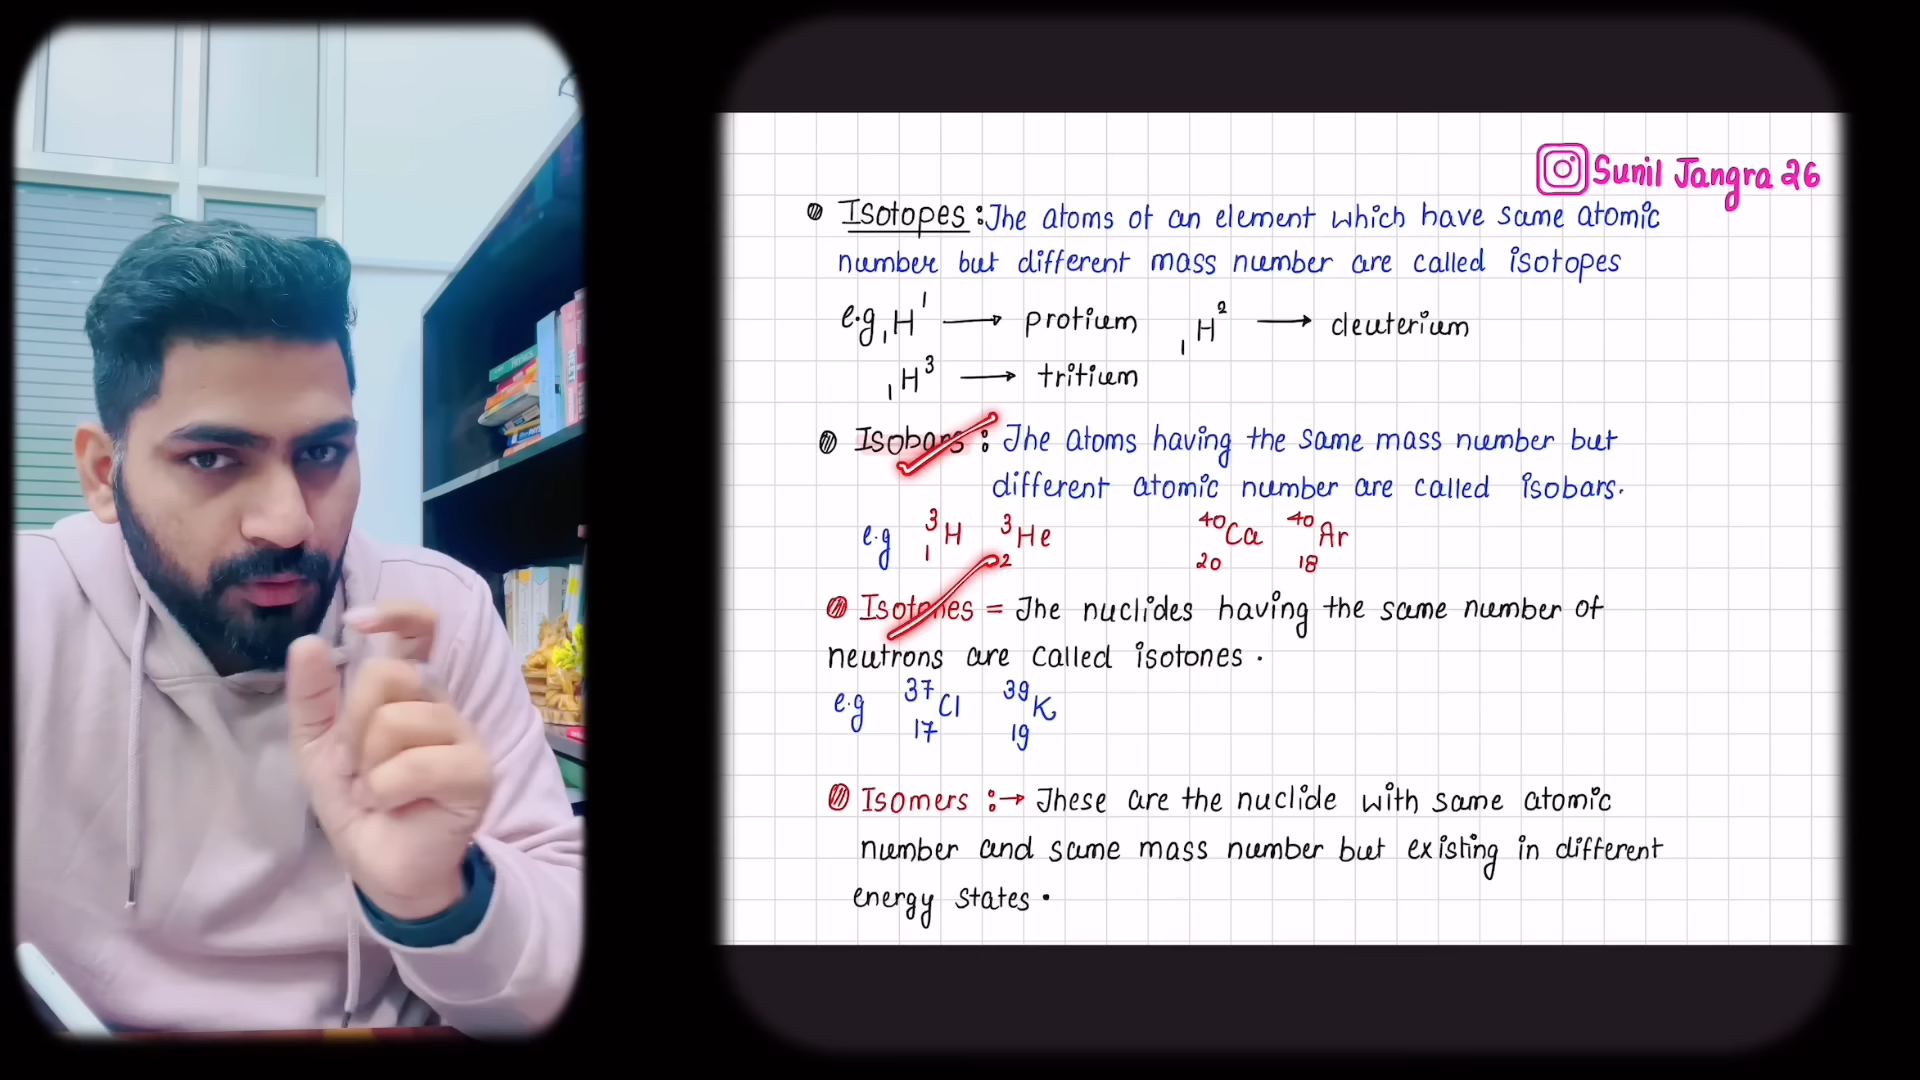 Sunil Jangra 26
Isotopes : The atoms of an element which have same atomic
number but different mass number are called isotopes
e.g, ₁H¹ → protium ₁H² → deuterium
₁H³ → tritium
Isobars : The atoms having the same mass number but
different atomic number are called isobars.
e.g ³₁H ³₂He ⁴⁰₂₀Ca ⁴⁰₁₈Ar
Isotones = The nuclides having the same number of
neutrons are called isotones.
e.g ³⁷₁₇Cl ³⁹₁₉K
Isomers :→ These are the nuclide with same atomic
number and same mass number but existing in different
energy states.